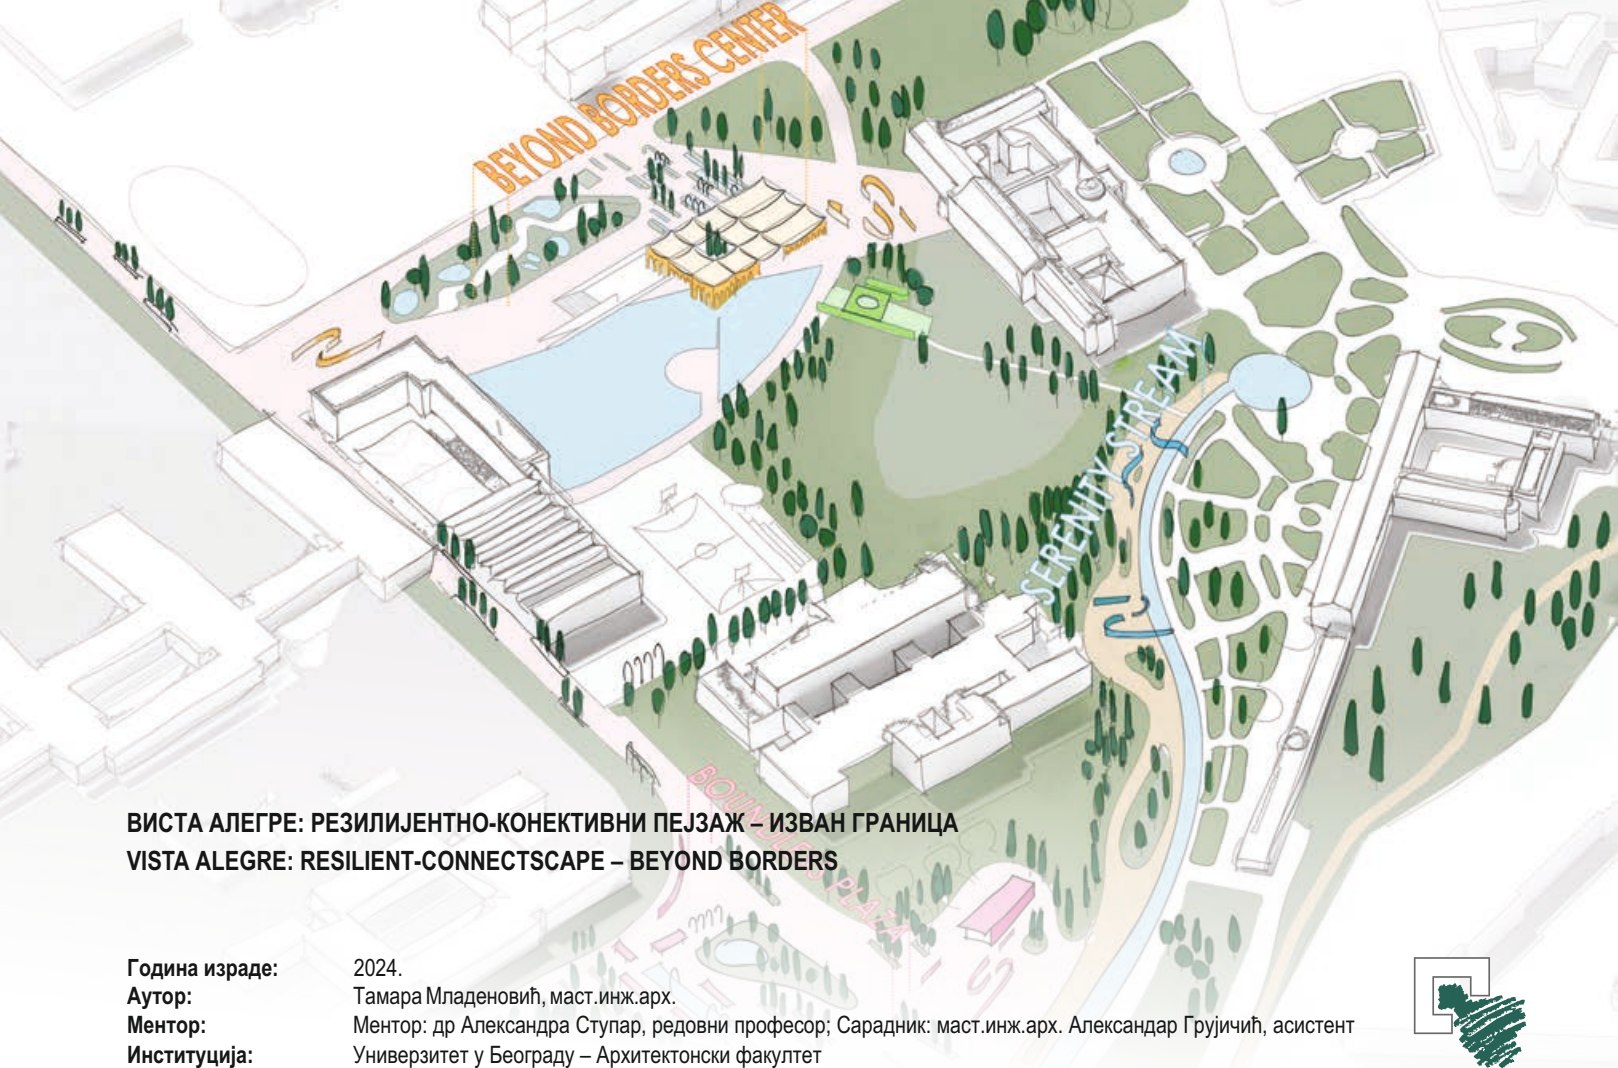 BEYOND BORDERS CENTER
SERENITY STREAM
BOUNDLESS PLAZA
ВИСТА АЛЕГРЕ: РЕЗИЛИЈЕНТНО-КОНЕКТИВНИ ПЕЈЗАЖ – ИЗВАН ГРАНИЦА
VISTA ALEGRE: RESILIENT-CONNECTSCAPE – BEYOND BORDERS
Година израде: 2024.
Аутор: Тамара Младеновић, маст.инж.арх.
Ментор: Ментор: др Александра Ступар, редовни професор; Сарадник: маст.инж.арх. Александар Грујичић, асистент
Институција: Универзитет у Београду – Архитектонски факултет